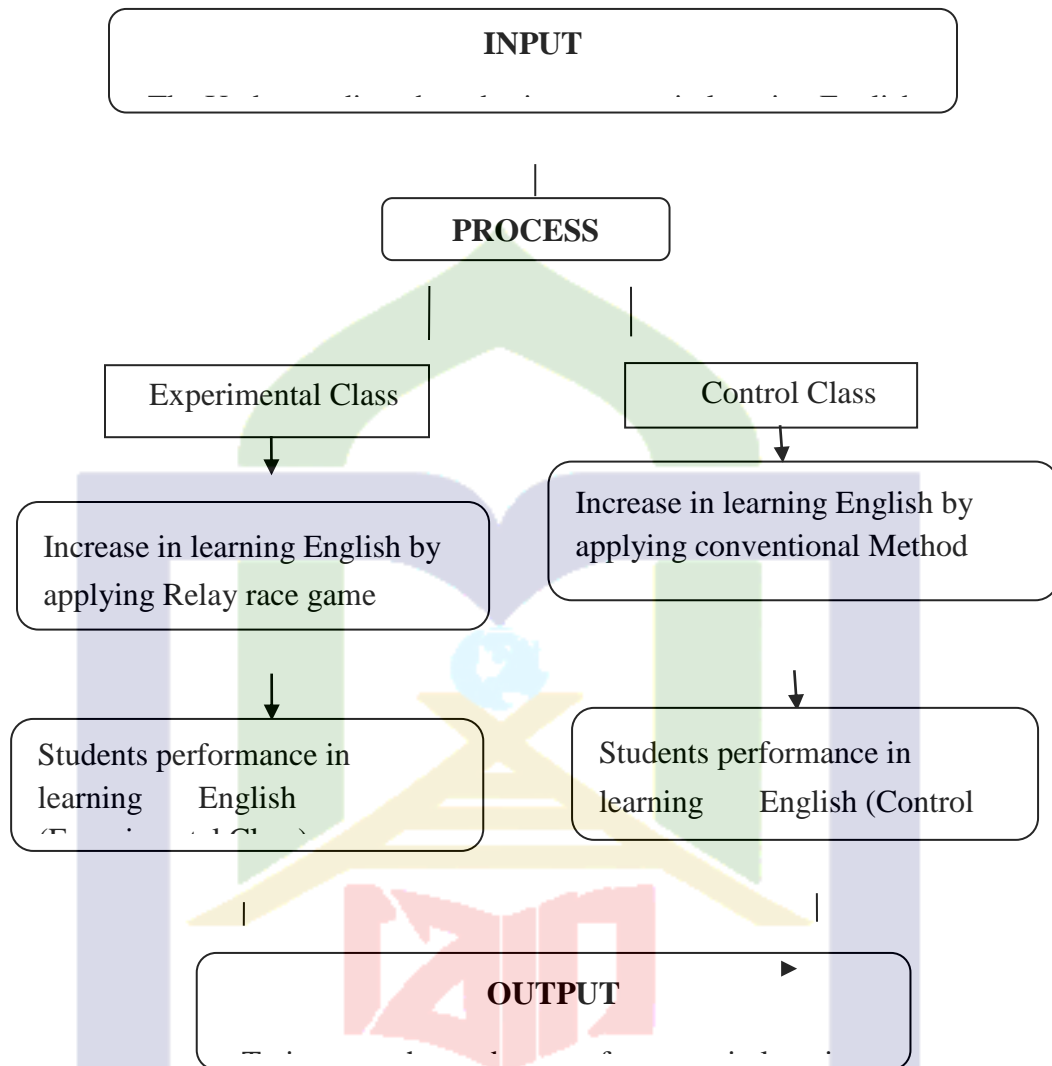 INPUT
PROCESS
Experimental Class
Control Class
Increase in learning English by
applying Relay race game
Increase in learning English by
applying conventional Method
Students performance in
learning English
Students performance in
learning English (Control
OUTPUT